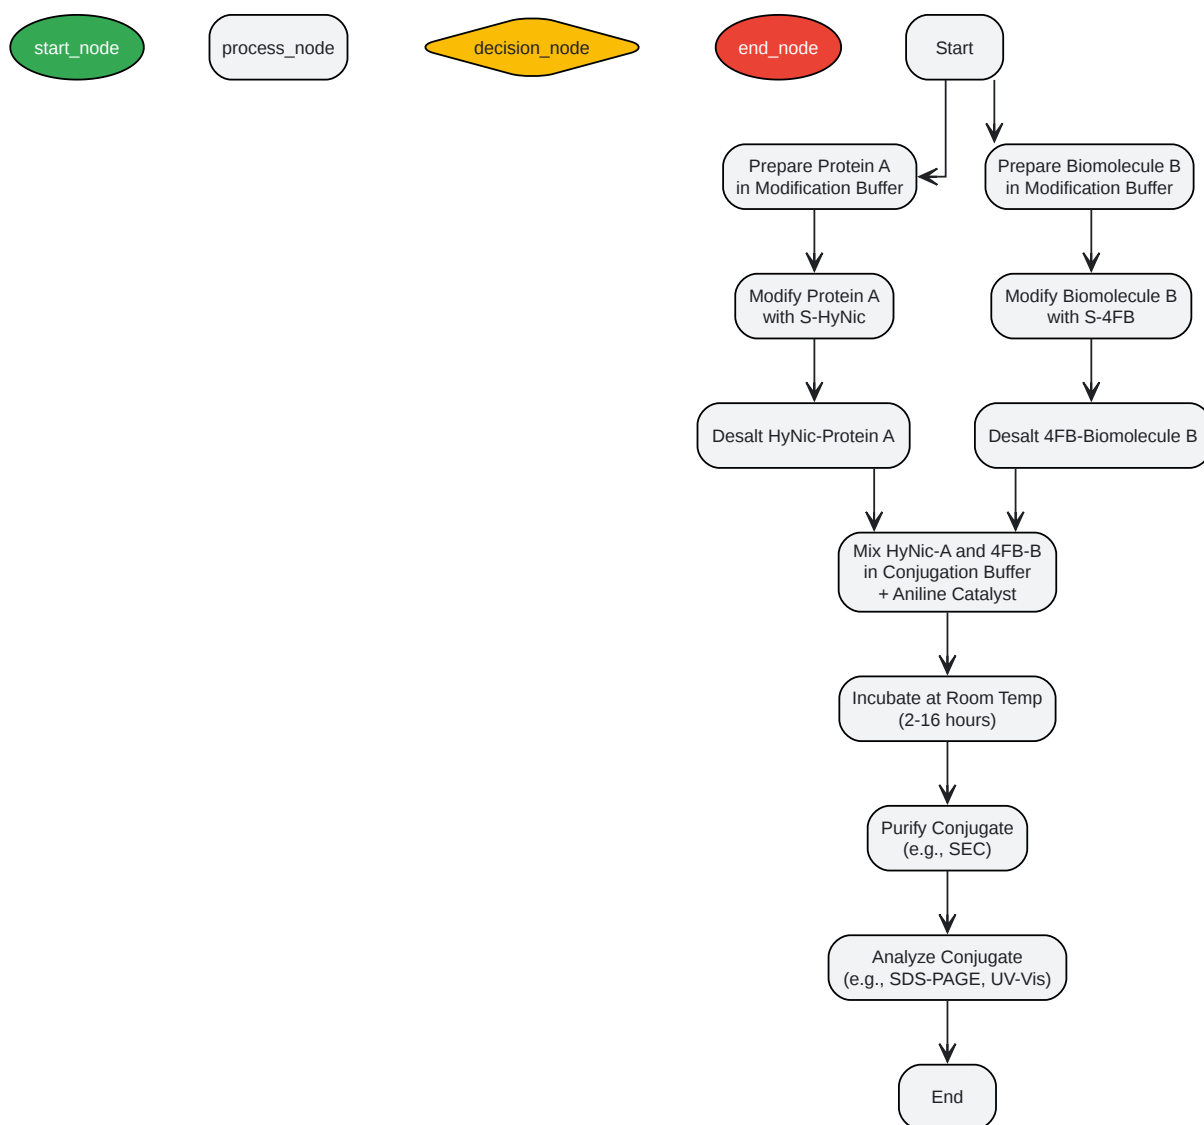 start_node
process_node
decision_node
end_node
Start
Prepare Protein A
in Modification Buffer
Prepare Biomolecule B
in Modification Buffer
Modify Protein A
with S-HyNic
Modify Biomolecule B
with S-4FB
Desalt HyNic-Protein A
Desalt 4FB-Biomolecule B
Mix HyNic-A and 4FB-B
in Conjugation Buffer
+ Aniline Catalyst
Incubate at Room Temp
(2-16 hours)
Purify Conjugate
(e.g., SEC)
Analyze Conjugate
(e.g., SDS-PAGE, UV-Vis)
End